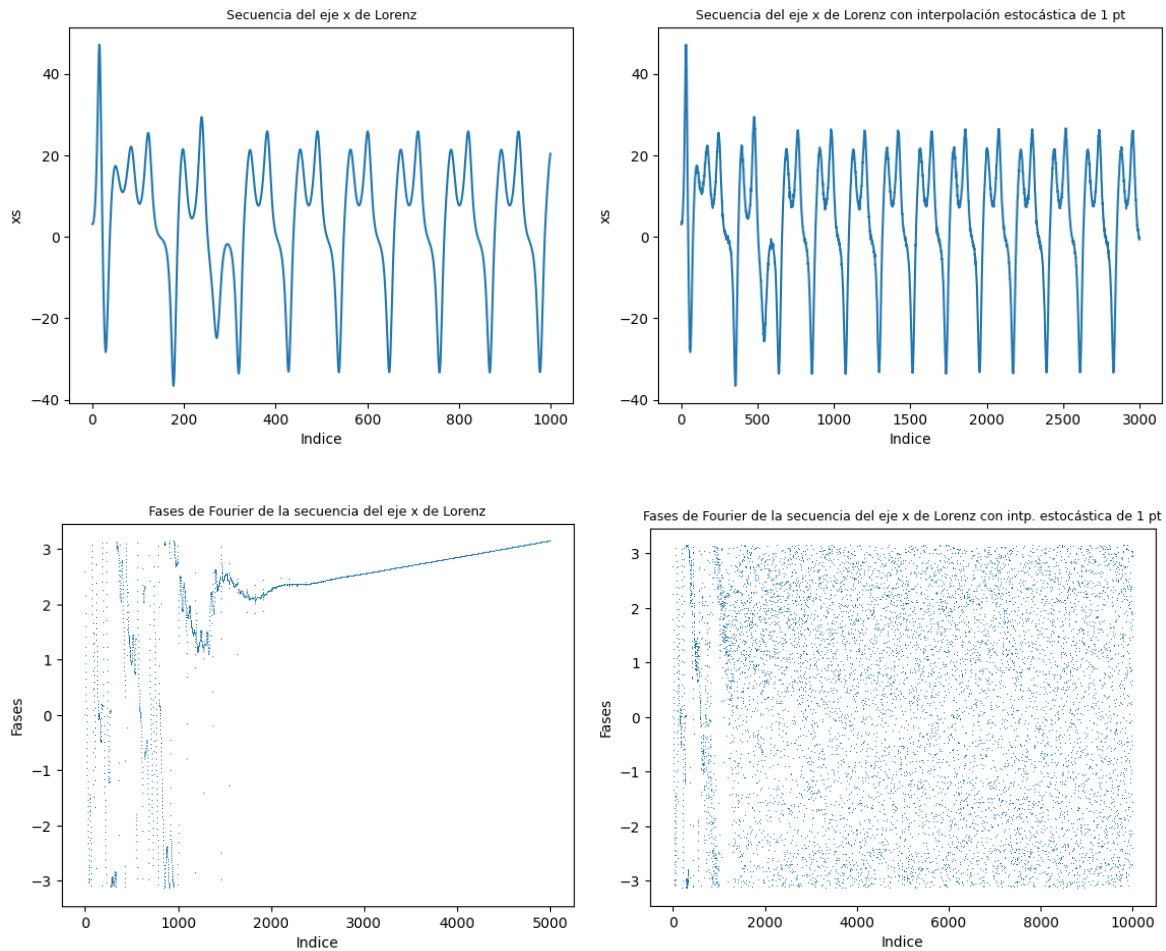 Secuencia del eje x de Lorenz
xs
40
20
0
−20
−40
0 200 400 600 800 1000
Indice
Secuencia del eje x de Lorenz con interpolación estocástica de 1 pt
xs
40
20
0
−20
−40
0 500 1000 1500 2000 2500 3000
Indice
Fases de Fourier de la secuencia del eje x de Lorenz
Fases
3
2
1
0
−1
−2
−3
0 1000 2000 3000 4000 5000
Indice
Fases de Fourier de la secuencia del eje x de Lorenz con intp. estocástica de 1 pt
Fases
3
2
1
0
−1
−2
−3
0 2000 4000 6000 8000 10000
Indice